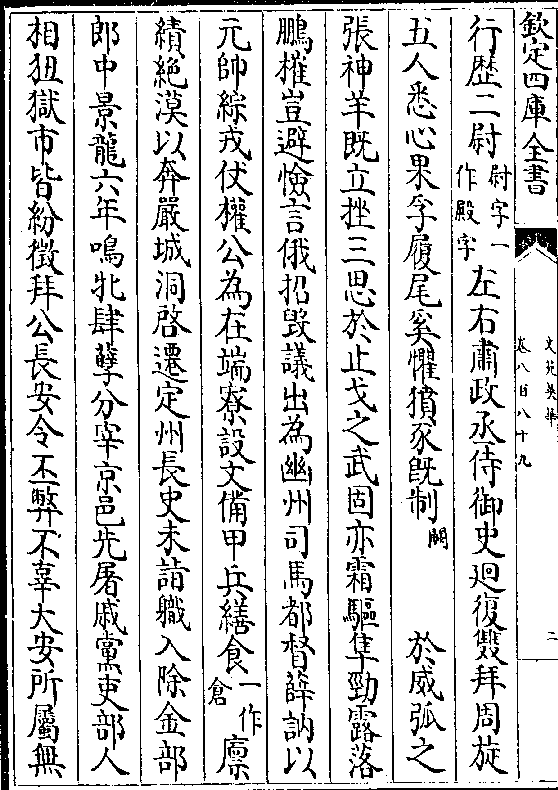 欽定四庫全書
文苑英華
卷八百八十九
二
行歴二尉尉字一作殿字左右肅政丞侍御史廻復雙拜周旋
五人悉心果孚履尾奚懼豶豕既制闕於威弧之
張神羊既立挫三思於止戈之武固亦霜驅隼勁露落
鵬摧豈避憸言俄招毁議出為幽州司馬都督薛訥以
元帥綜戎仗權公為在端寮設文備甲兵繕食一作倉廪
績絶漠以奔嚴城洞啓遷定州長史未詣職入除金部
郎中景龍六年鳴牝肆孽分宰京邑先屠戚黨吏部人
相狃獄市皆紛徵拜公長安令丕弊不辜大安所屬無